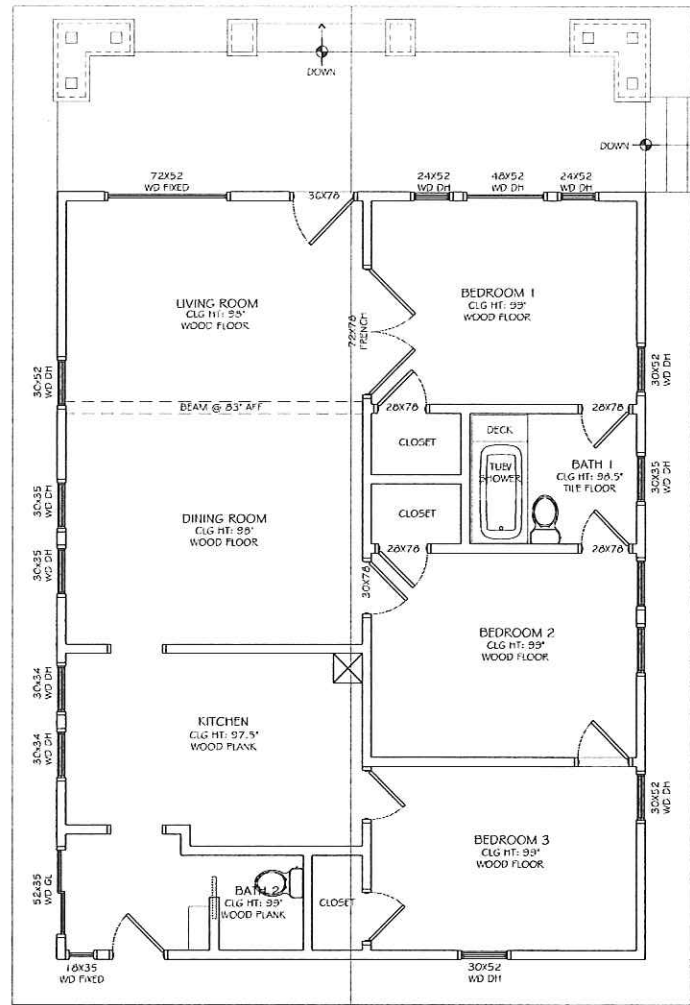 DOWN
DOWN
72X52
WD FIXED
36X78
24X52
WD DH
48X52
WD DH
24X52
WD DH
LIVING ROOM
CLG HT: 98"
WOOD FLOOR
BEDROOM 1
CLG HT: 99"
WOOD FLOOR
72X78
FRENCH
30X52
WD DH
30X52
WD DH
BEAM @ 83" AFF
28X78
28X78
CLOSET
DECK
TUB/
SHOWER
BATH 1
CLG HT: 98.5"
TILE FLOOR
30X35
WD DH
30X35
WD DH
DINING ROOM
CLG HT: 98"
WOOD FLOOR
CLOSET
28X78
28X78
30X35
WD DH
30X78
BEDROOM 2
CLG HT: 99"
WOOD FLOOR
30X34
WD DH
KITCHEN
CLG HT: 97.5"
WOOD PLANK
30X34
WD DH
30X52
WD DH
BEDROOM 3
CLG HT: 99"
WOOD FLOOR
52X35
WD GL
BATH 2
CLG HT: 99"
WOOD PLANK
CLOSET
18X35
WD FIXED
30X52
WD DH